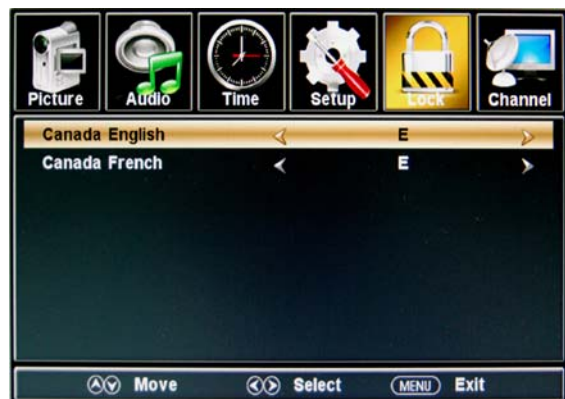 Picture Audio Time Setup Lock Channel
Canada English E
Canada French E
Move Select MENU Exit